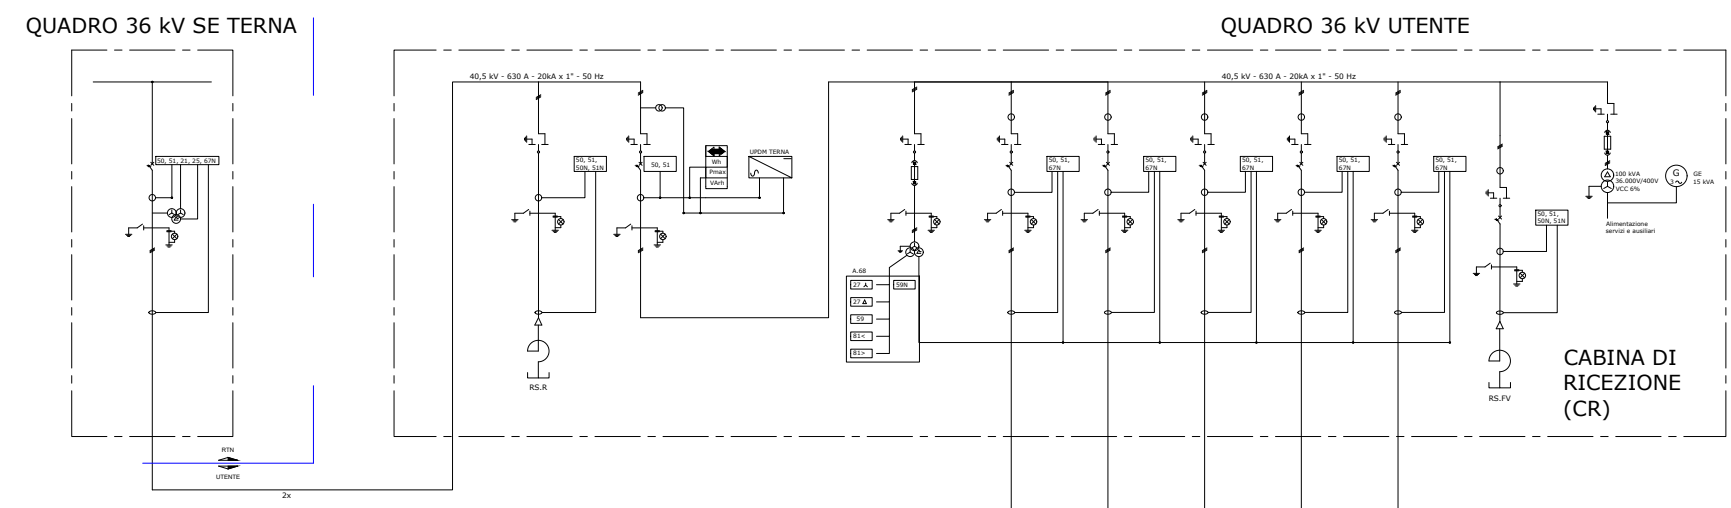 QUADRO 36 kV SE TERNA
QUADRO 36 kV UTENTE
40,5 kV - 630 A - 20kA x 1" - 50 Hz
40,5 kV - 630 A - 20kA x 1" - 50 Hz
50, 51, 21, 25, 67N
50, 51,
50N, 51N
50, 51
Wh
Pmax
VArh
UPDM TERNA
50, 51,
67N
50, 51,
67N
50, 51,
67N
50, 51,
67N
50, 51,
67N
100 kVA
36.000V/400V
VCC 6%
G
3
GE
15 kVA
50, 51,
50N, 51N
Alimentazione
servizi e ausiliari
A.68
27
59N
27
59
81<
81>
RS.R
RS.FV
CABINA DI
RICEZIONE
(CR)
RTN
UTENTE
2x